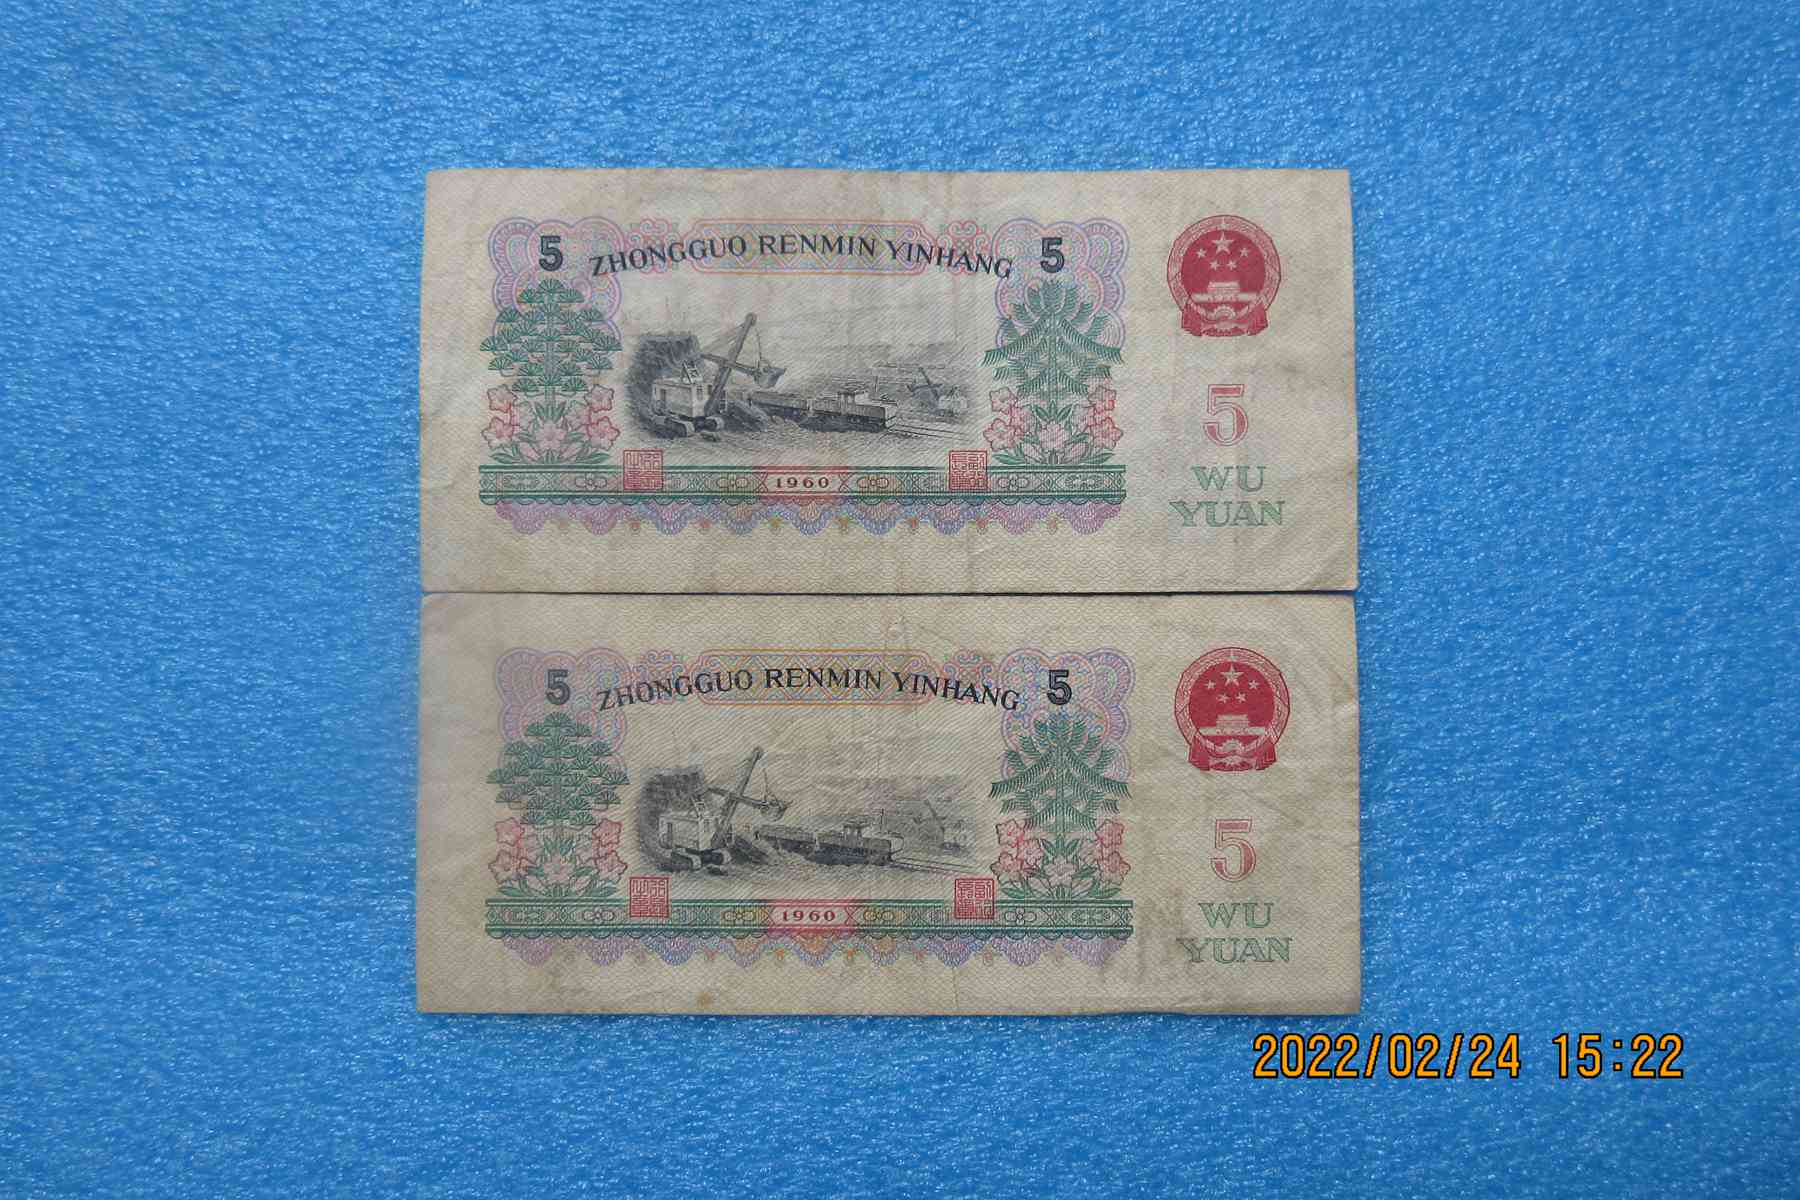 5 ZHONGGUO RENMIN YINHANG 5
5
1960
WU
YUAN
5 ZHONGGUO RENMIN YINHANG 5
5
1960
WU
YUAN
2022/02/24 15:22